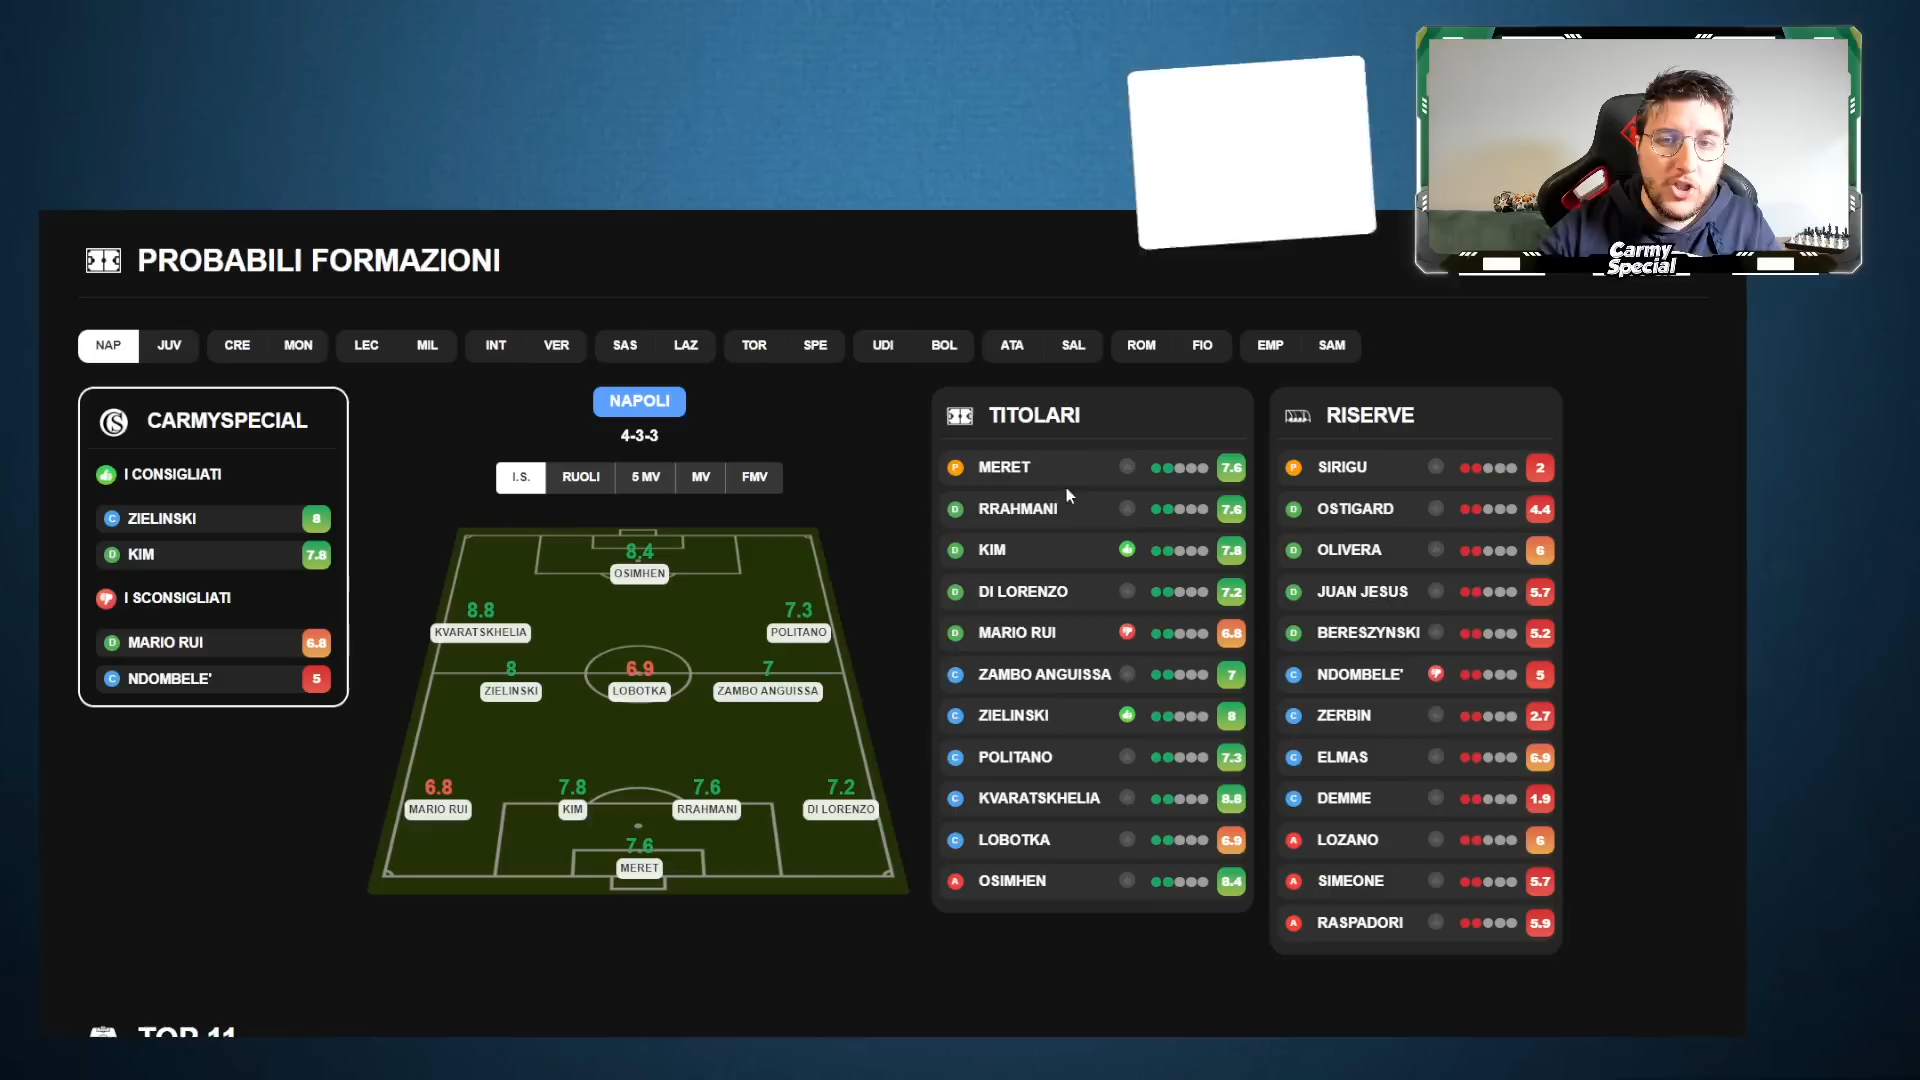 Carmy
Special
PROBABILI FORMAZIONI
NAP JUV CRE MON LEC MIL INT VER SAS LAZ TOR SPE UDI BOL ATA SAL ROM FIO EMP SAM
CARMYSPECIAL
I CONSIGLIATI
C ZIELINSKI 8
D KIM 7.8
I SCONSIGLIATI
D MARIO RUI 6.8
C NDOMBELE' 5
NAPOLI
4-3-3
I.S. RUOLI 5 MV MV FMV
8.4
OSIMHEN
8.8 7.3
KVARATSKHELIA POLITANO
8 6.9 7
ZIELINSKI LOBOTKA ZAMBO ANGUISSA
6.8 7.8 7.6 7.2
MARIO RUI KIM RRAHMANI DI LORENZO
7.6
MERET
TITOLARI
P MERET 7.6
D RRAHMANI 7.6
D KIM 7.8
D DI LORENZO 7.2
D MARIO RUI 6.8
C ZAMBO ANGUISSA 7
C ZIELINSKI 8
C POLITANO 7.3
C KVARATSKHELIA 8.8
C LOBOTKA 6.9
A OSIMHEN 8.4
RISERVE
P SIRIGU 2
D OSTIGARD 4.4
D OLIVERA 6
D JUAN JESUS 5.7
D BERESZYNSKI 5.2
C NDOMBELE' 5
C ZERBIN 2.7
C ELMAS 6.9
C DEMME 1.9
A LOZANO 6
A SIMEONE 5.7
A RASPADORI 5.9
TOP 11